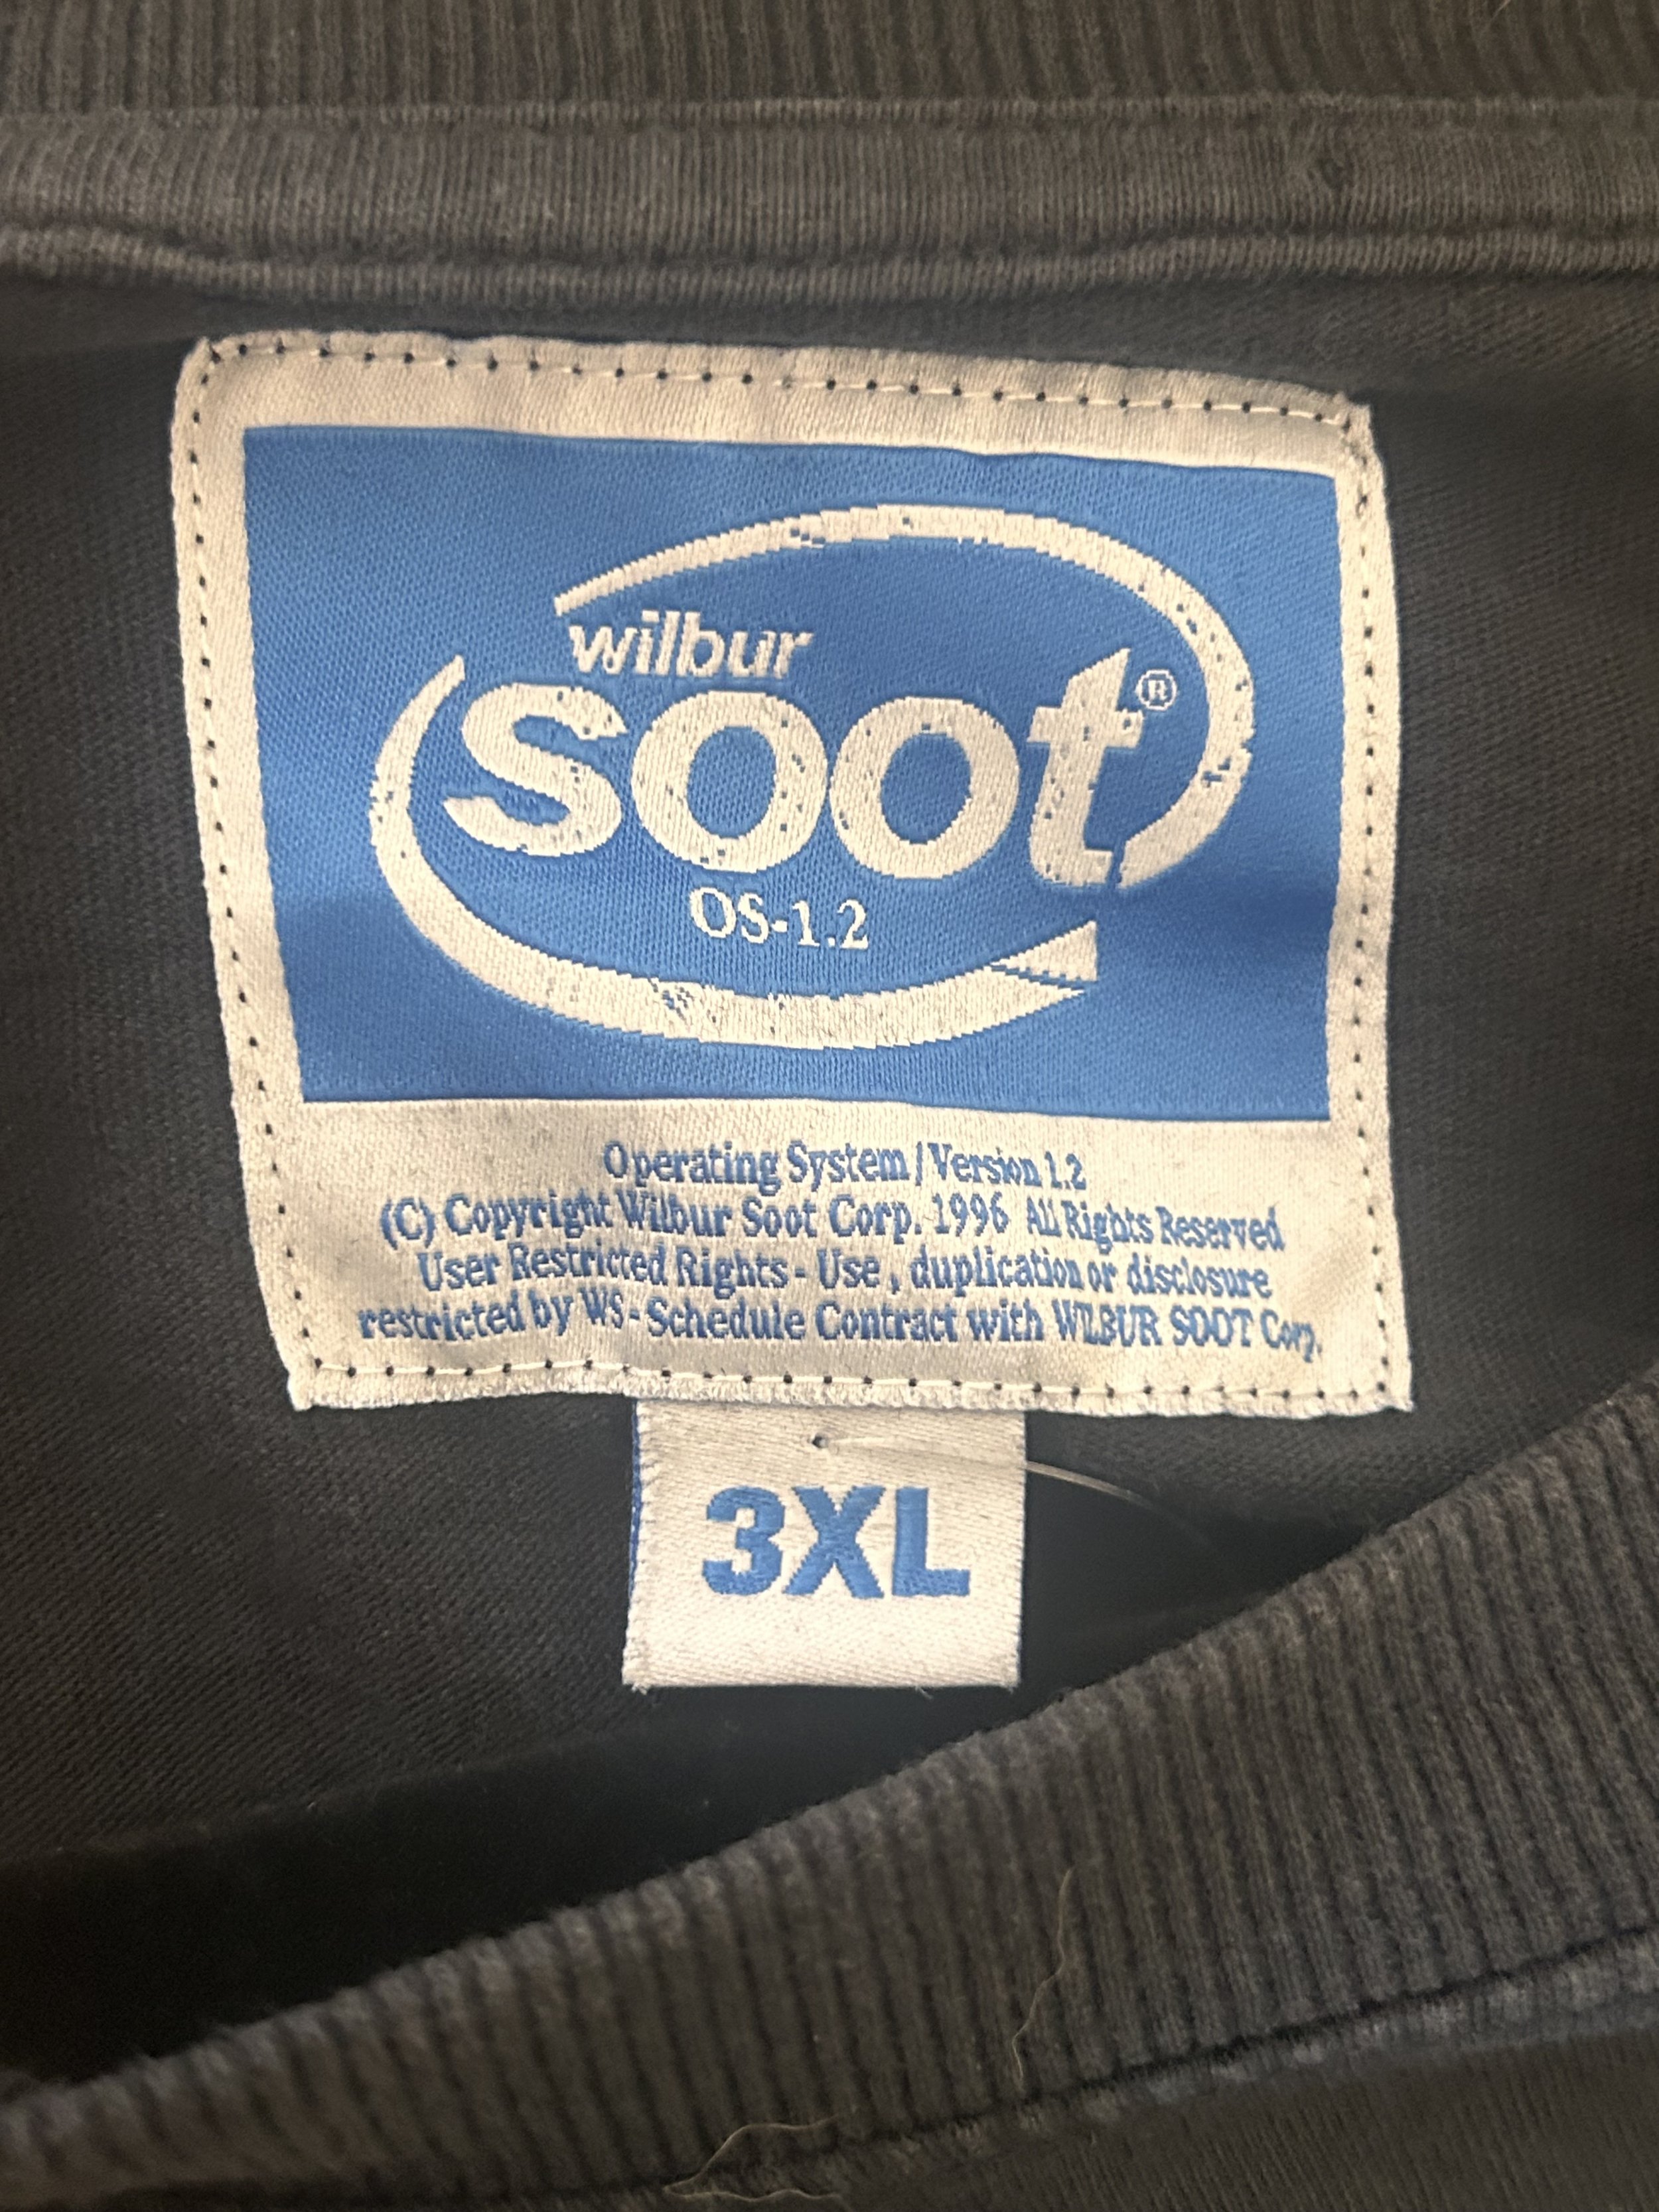 wilbur
soot®
OS-1.2
Operating System / Version 1.2
(C) Copyright Wilbur Soot Corp. 1996 All Rights Reserved
User Restricted Rights - Use , duplication or disclosure
restricted by WS - Schedule Contract with WILBUR SOOT Corp.
3XL